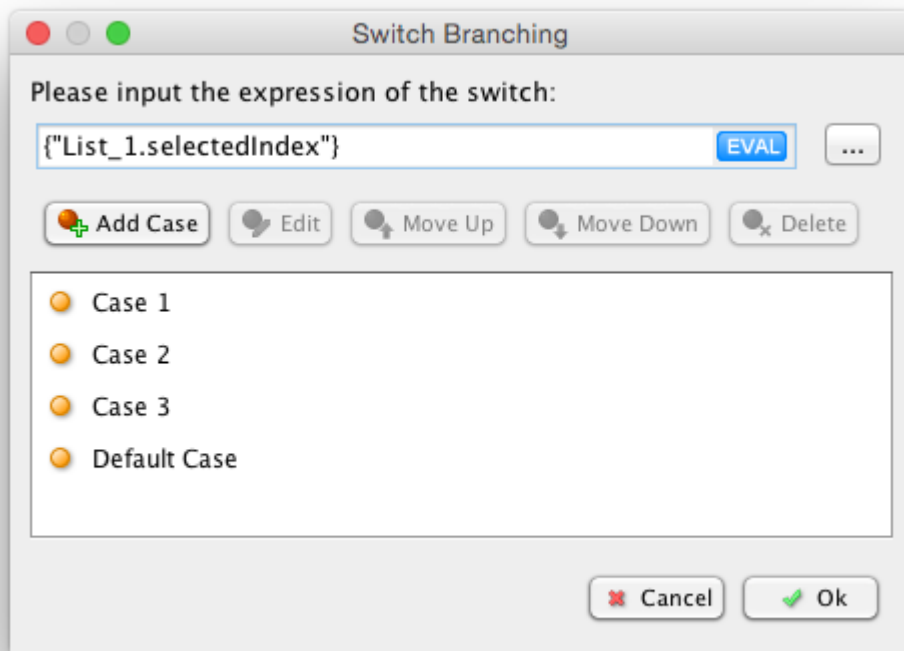 Switch Branching
Please input the expression of the switch:
{"List_1.selectedIndex"} EVAL ...
Add Case Edit Move Up Move Down Delete
Case 1
Case 2
Case 3
Default Case
Cancel Ok